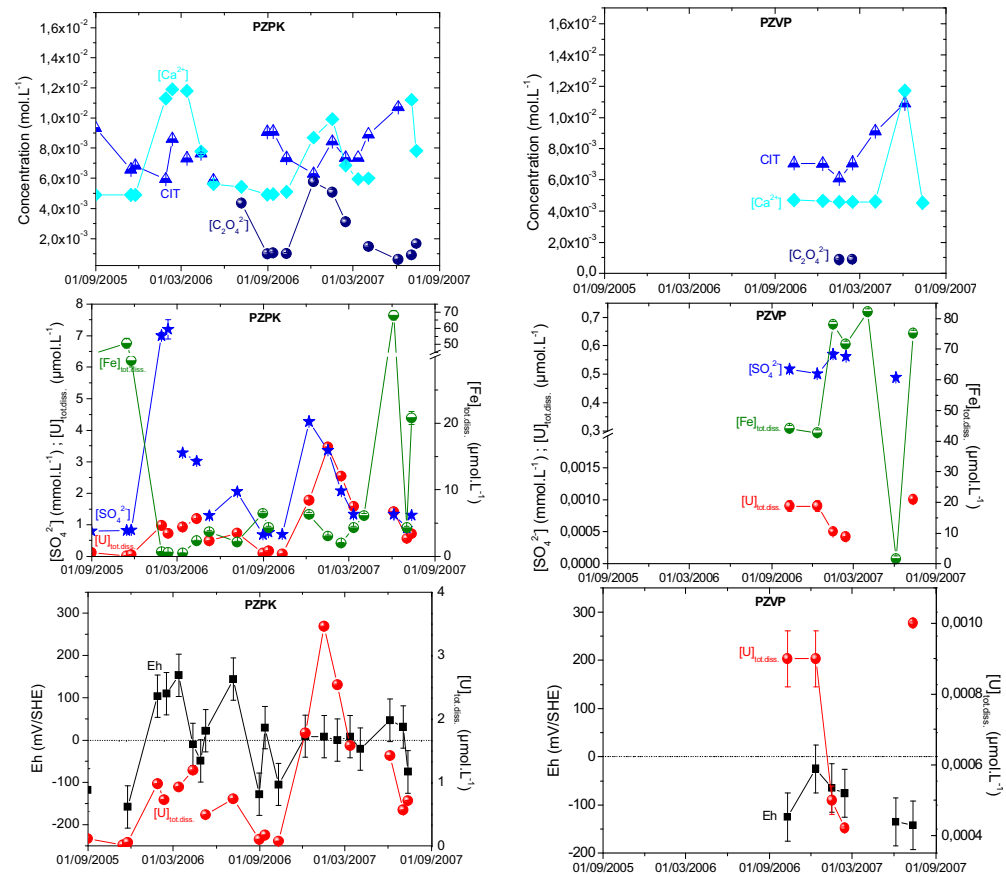 PZPK
Concentration (mol.L⁻¹)
1,6x10⁻²
1,4x10⁻²
1,2x10⁻²
1,0x10⁻²
8,0x10⁻³
6,0x10⁻³
4,0x10⁻³
2,0x10⁻³
[Ca²⁺]
CIT
[C₂O₄²⁻]
01/09/2005 01/03/2006 01/09/2006 01/03/2007 01/09/2007
PZVP
Concentration (mol.L⁻¹)
1,6x10⁻²
1,4x10⁻²
1,2x10⁻²
1,0x10⁻²
8,0x10⁻³
6,0x10⁻³
4,0x10⁻³
2,0x10⁻³
0,0
CIT
[Ca²⁺]
[C₂O₄²⁻]
01/09/2005 01/03/2006 01/09/2006 01/03/2007 01/09/2007
PZPK
[SO₄²⁻] (mmol.L⁻¹) ; [U]tot.diss. (µmol.L⁻¹)
8
7
6
5
4
3
2
1
0
[Fe]tot.diss.
[SO₄²⁻]
[U]tot.diss.
70
60
50
20
10
0
[Fe]tot.diss. (µmol.L⁻¹)
01/09/2005 01/03/2006 01/09/2006 01/03/2007 01/09/2007
PZVP
[SO₄²⁻] (mmol.L⁻¹) ; [U]tot.diss. (µmol.L⁻¹)
0,7
0,6
0,5
0,4
0,3
0,0015
0,0010
0,0005
0,0000
[SO₄²⁻]
[Fe]tot.diss.
[U]tot.diss.
80
70
60
50
40
30
20
10
0
[Fe]tot.diss. (µmol.L⁻¹)
01/09/2005 01/03/2006 01/09/2006 01/03/2007 01/09/2007
PZPK
Eh (mV/SHE)
300
200
100
0
-100
-200
Eh
[U]tot.diss.
4
3
2
1
0
[U]tot.diss. (µmol.L⁻¹)
01/09/2005 01/03/2006 01/09/2006 01/03/2007 01/09/2007
PZVP
Eh (mV/SHE)
300
200
100
0
-100
-200
[U]tot.diss.
Eh
0,0010
0,0008
0,0006
0,0004
[U]tot.diss. (µmol.L⁻¹)
01/09/2005 01/03/2006 01/09/2006 01/03/2007 01/09/2007